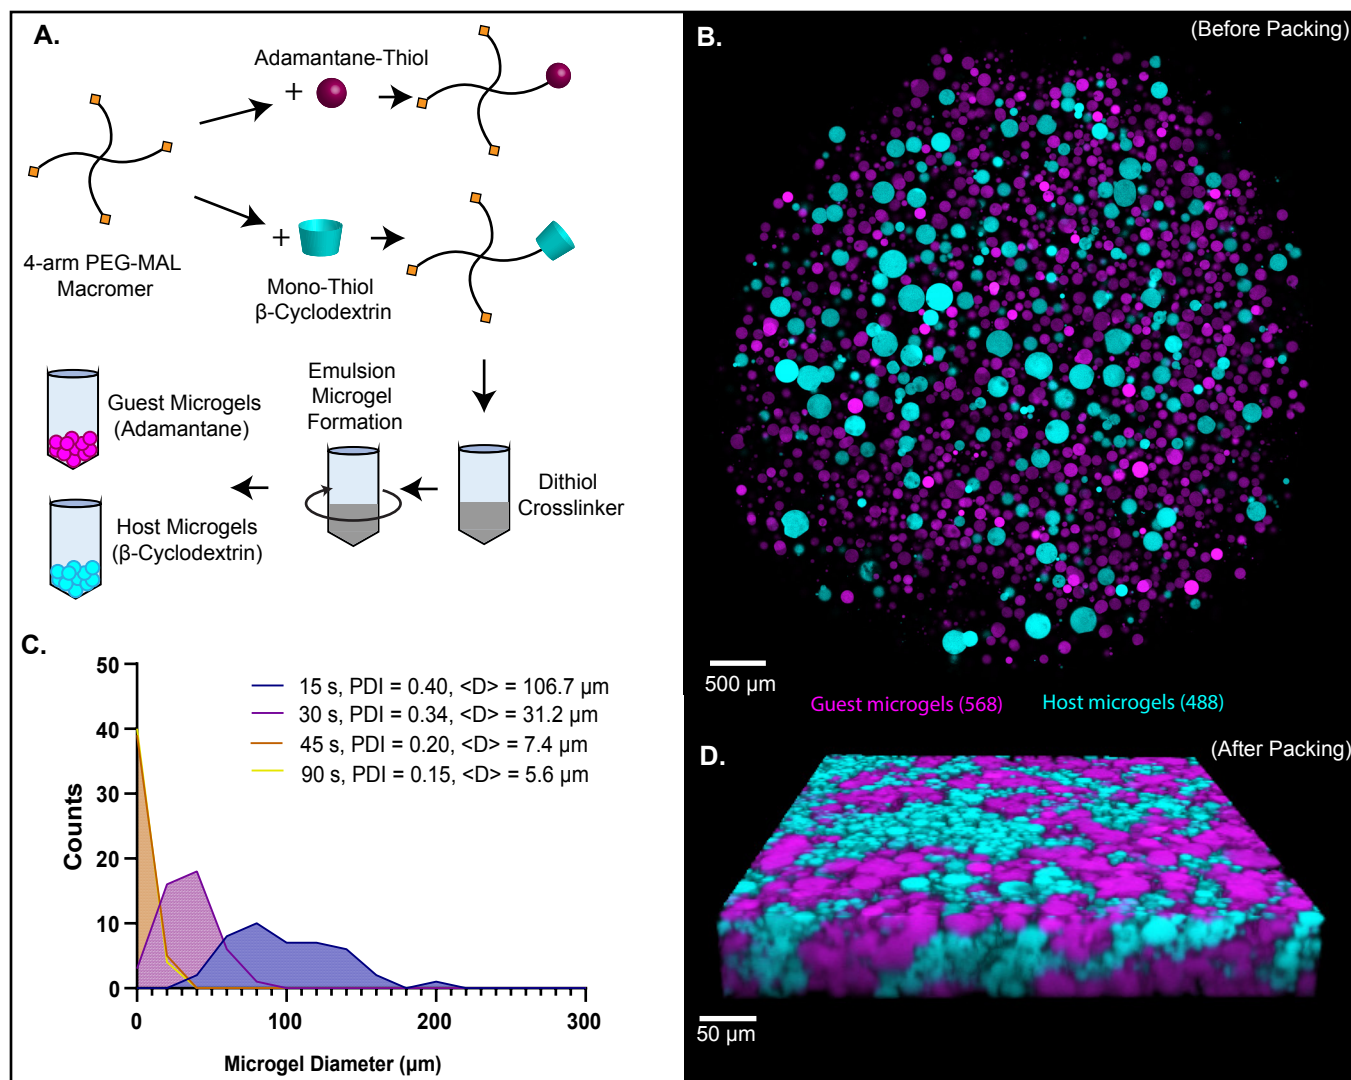 A.
Adamantane-Thiol
+
4-arm PEG-MAL
Macromer
+
Mono-Thiol
β-Cyclodextrin
Emulsion
Microgel
Formation
Guest Microgels
(Adamantane)
Dithiol
Crosslinker
Host Microgels
(β-Cyclodextrin)
B.
(Before Packing)
500 µm
Guest microgels (568)
Host microgels (488)
C.
50
40
30
20
10
0
Counts
15 s, PDI = 0.40, <D> = 106.7 µm
30 s, PDI = 0.34, <D> = 31.2 µm
45 s, PDI = 0.20, <D> = 7.4 µm
90 s, PDI = 0.15, <D> = 5.6 µm
0
100
200
300
Microgel Diameter (µm)
D.
(After Packing)
50 µm